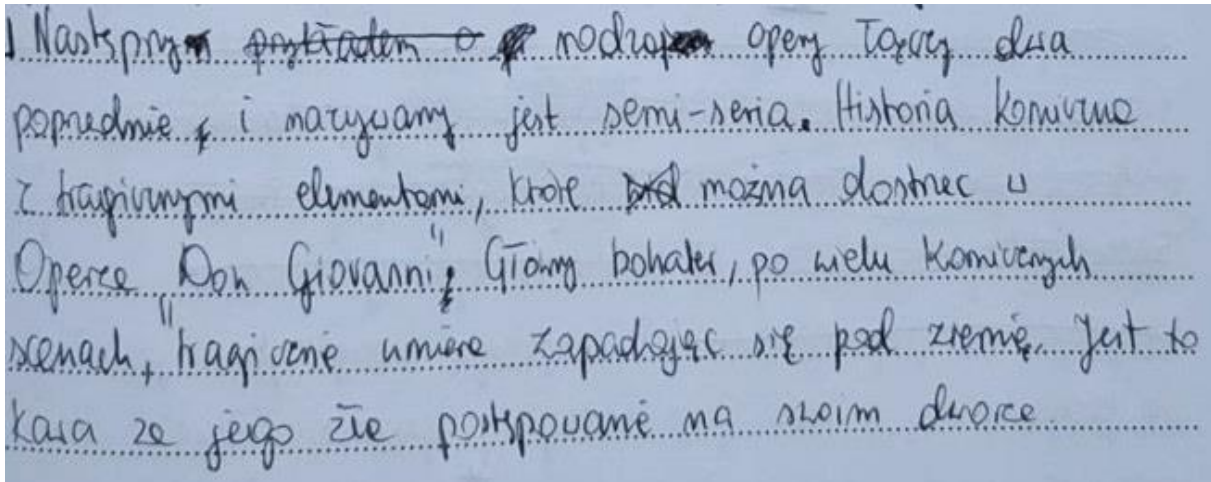 Następny rodzaj opery łączy dwa
poprzednie i nazywany jest semi-seria. Historia komiczna
z tragicznymi elementami, które można dostrzec w
Operze „Don Giovanni". Główny bohater, po wielu komicznych
scenach, tragicznie umiera zapadając się pod ziemię. Jest to
kara za jego złe postępowanie na swoim dworze.